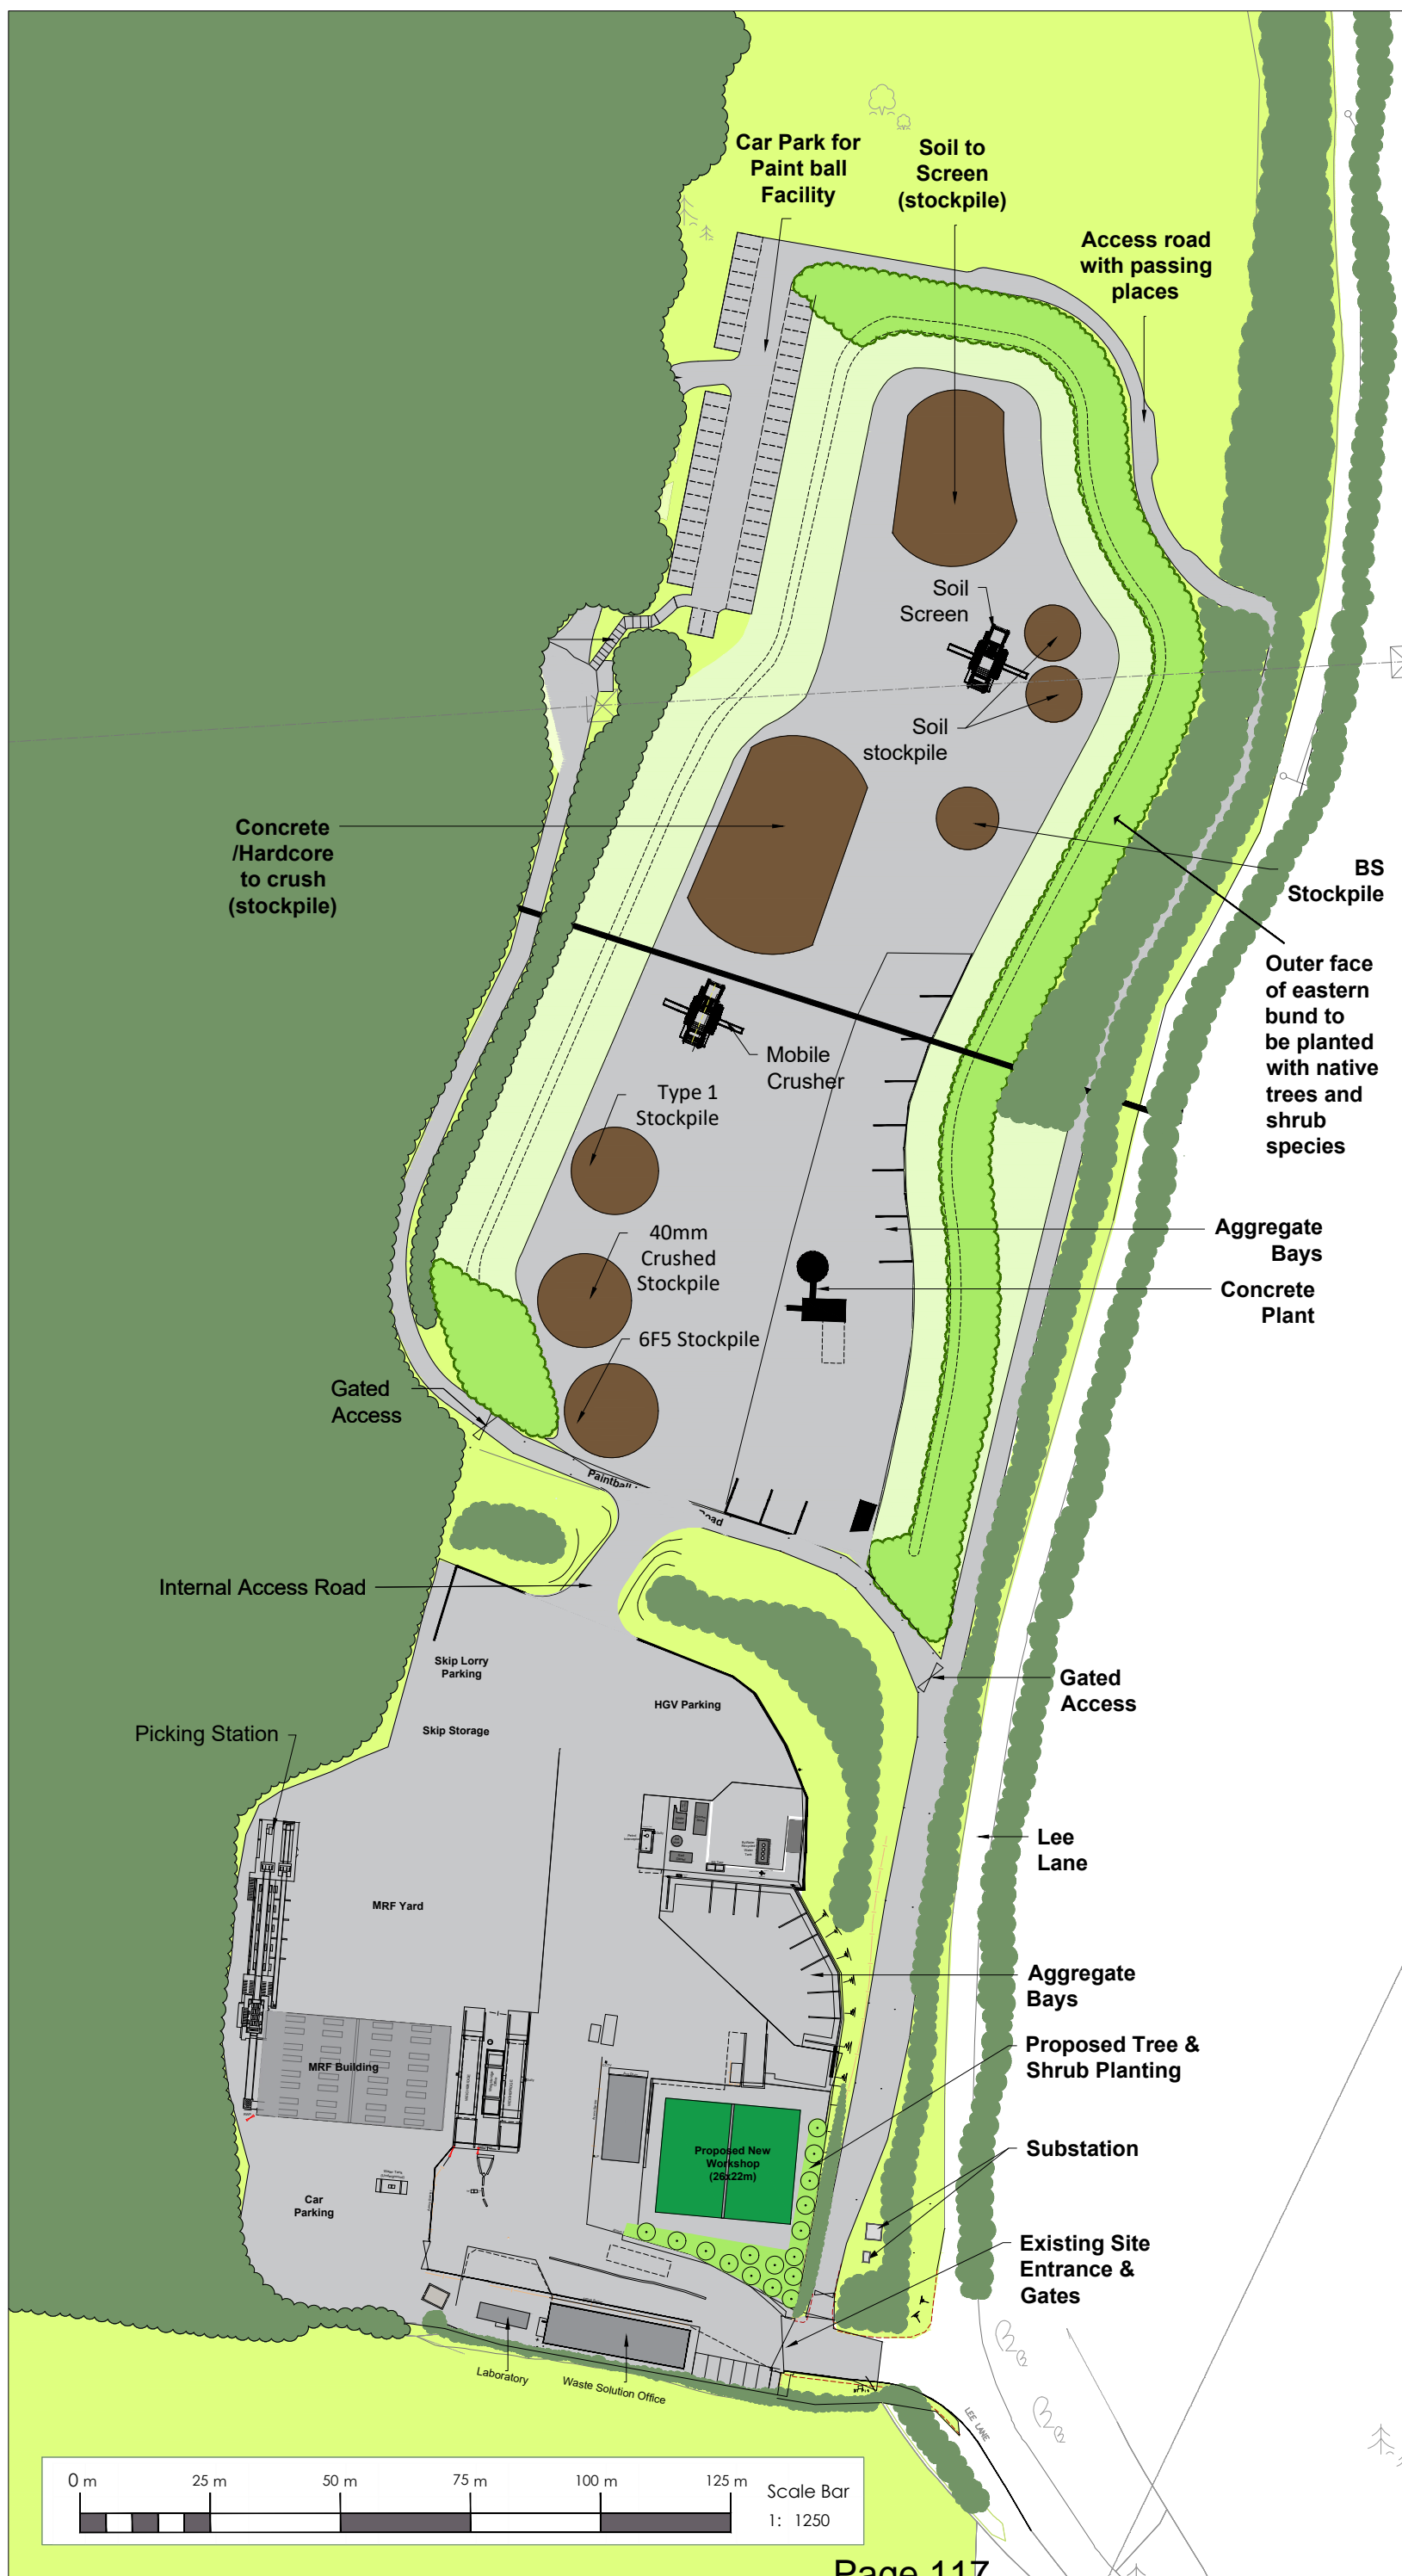 Car Park for
Paint ball
Facility
Soil to
Screen
(stockpile)
Access road
with passing
places
Soil
Screen
Soil
stockpile
Concrete
/Hardcore
to crush
(stockpile)
BS
Stockpile
Outer face
of eastern
bund to
be planted
with native
trees and
shrub
species
Mobile
Crusher
Type 1
Stockpile
40mm
Crushed
Stockpile
Aggregate
Bays
Concrete
Plant
6F5 Stockpile
Gated
Access
Paintball
Road
Internal Access Road
Skip Lorry
Parking
HGV Parking
Gated
Access
Skip Storage
Picking Station
Lee
Lane
MRF Yard
Aggregate
Bays
Proposed Tree &
Shrub Planting
MRF Building
Proposed New
Workshop
(26x22m)
Substation
Car
Parking
Existing Site
Entrance &
Gates
Laboratory
Waste Solution Office
LEE LANE
0 m
25 m
50 m
75 m
100 m
125 m
Scale Bar
1: 1250
Page 117